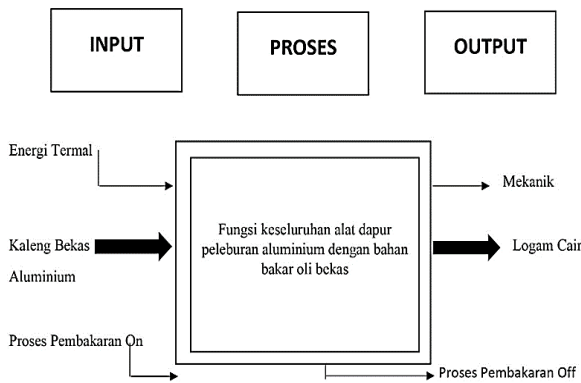 INPUT
PROSES
OUTPUT
Energi Termal
Mekanik
Fungsi keseluruhan alat dapur
peleburan aluminium dengan bahan
bakar oli bekas
Kaleng Bekas
Aluminium
Logam Cair
Proses Pembakaran On
Proses Pembakaran Off